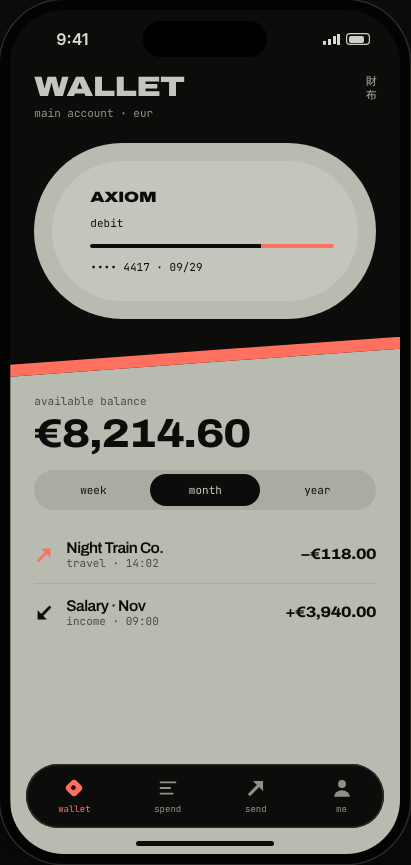 9:41
WALLET
財布
main account · eur
AXIOM
debit
•••• 4417 · 09/29
available balance
€8,214.60
week month year
Night Train Co.
travel · 14:02
–€118.00
Salary · Nov
income · 09:00
+€3,940.00
wallet spend send me